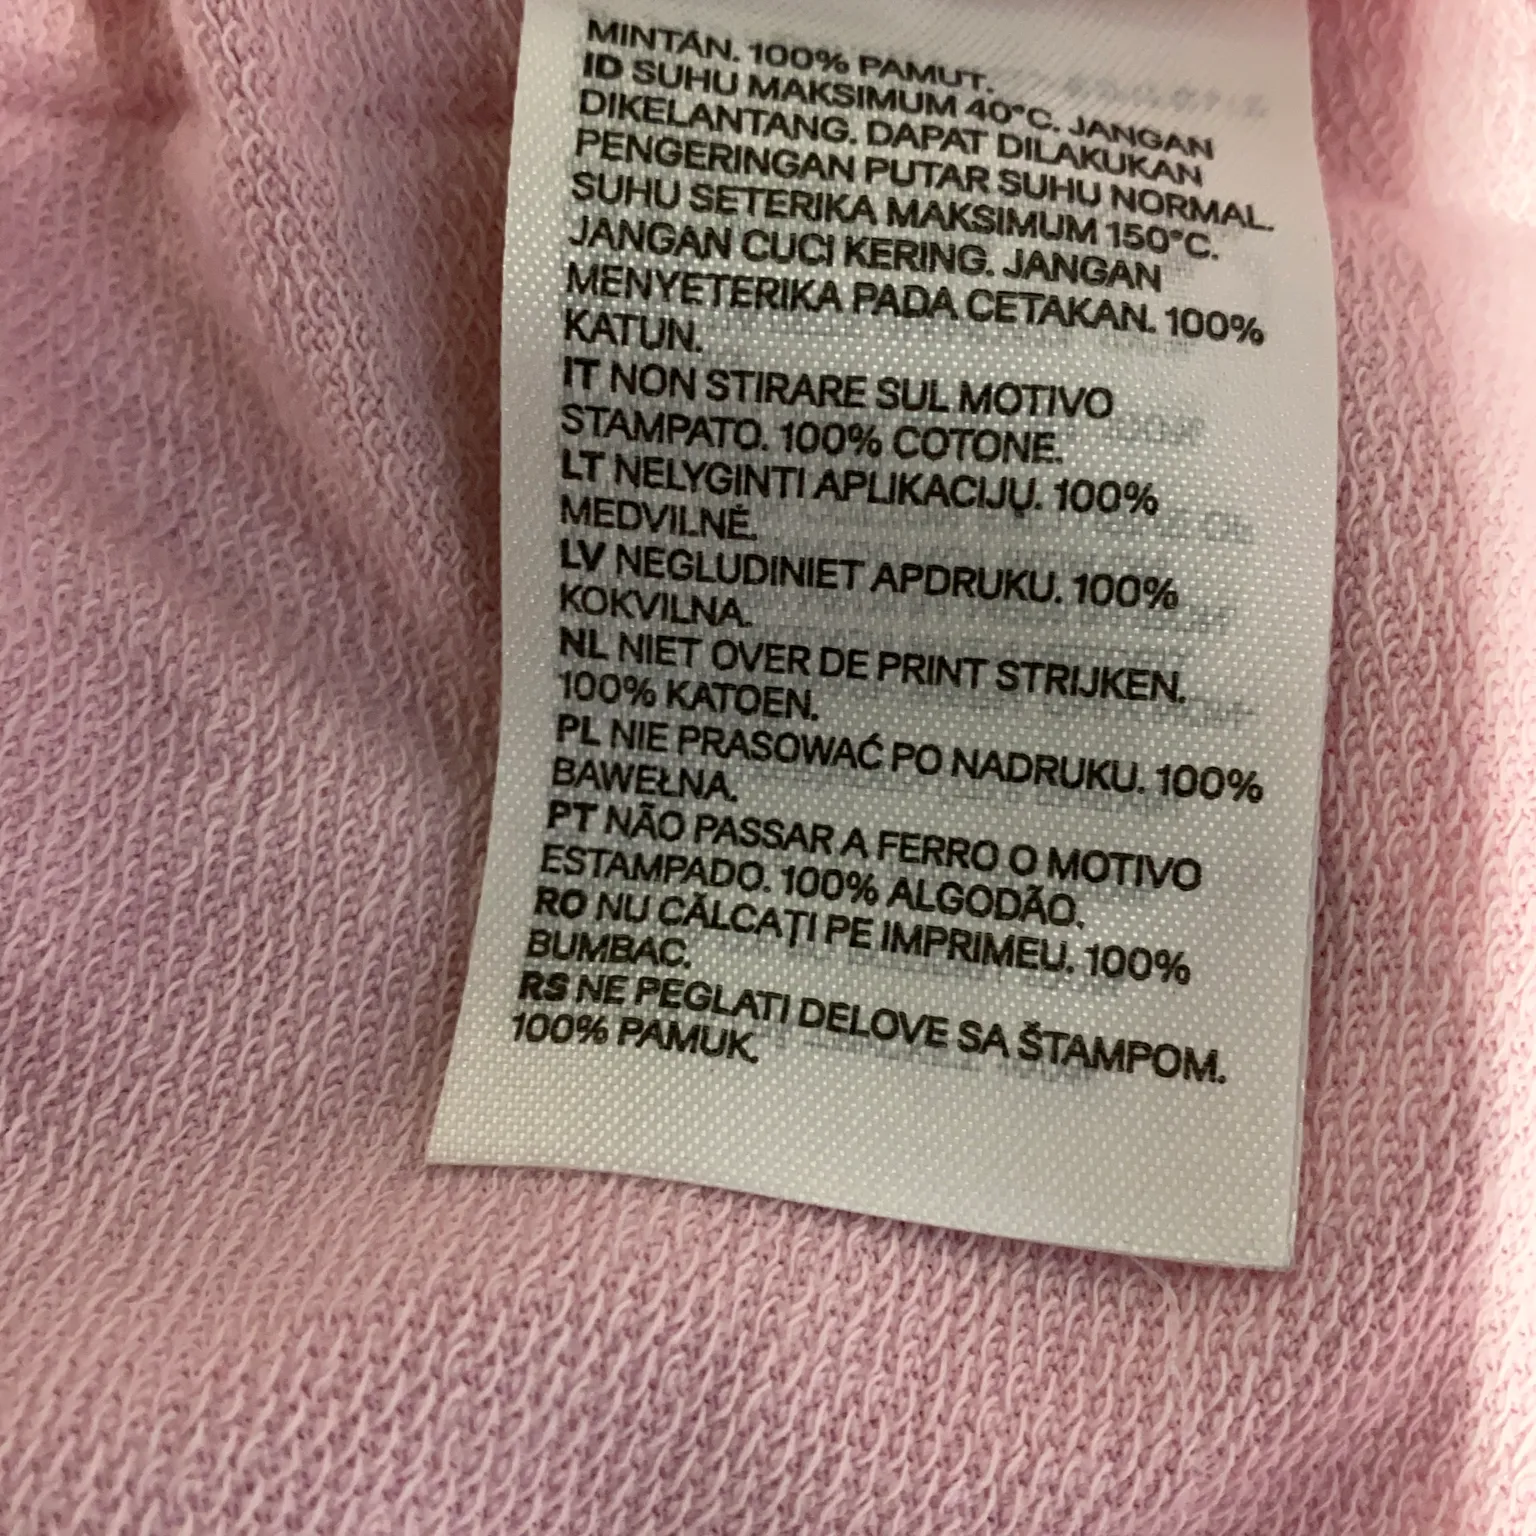 MINTÁN. 100% PAMUT.
ID SUHU MAKSIMUM 40°C. JANGAN
DIKELANTANG. DAPAT DILAKUKAN
PENGERINGAN PUTAR SUHU NORMAL.
SUHU SETERIKA MAKSIMUM 150°C.
JANGAN CUCI KERING. JANGAN
MENYETERIKA PADA CETAKAN. 100%
KATUN.
IT NON STIRARE SUL MOTIVO
STAMPATO. 100% COTONE.
LT NELYGINTI APLIKACIJŲ. 100%
MEDVILNĖ.
LV NEGLUDINIET APDRUKU. 100%
KOKVILNA.
NL NIET OVER DE PRINT STRIJKEN.
100% KATOEN.
PL NIE PRASOWAĆ PO NADRUKU. 100%
BAWEŁNA.
PT NÃO PASSAR A FERRO O MOTIVO
ESTAMPADO. 100% ALGODÃO.
RO NU CĂLCAȚI PE IMPRIMEU. 100%
BUMBAC.
RS NE PEGLATI DELOVE SA ŠTAMPOM.
100% PAMUK.